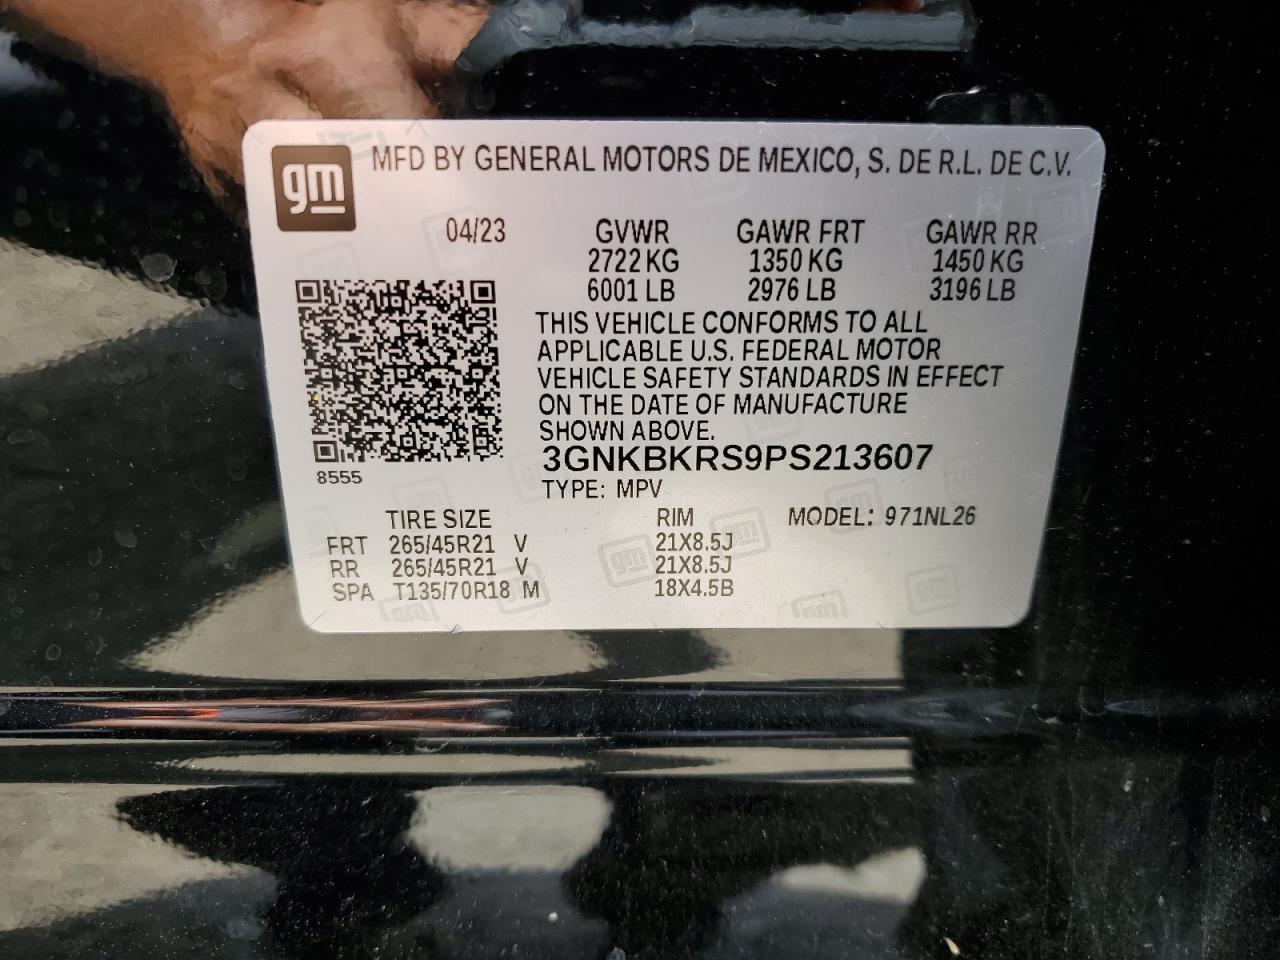 gm
MFD BY GENERAL MOTORS DE MEXICO, S. DE R.L. DE C.V.
04/23 GVWR GAWR FRT GAWR RR
2722 KG 1350 KG 1450 KG
6001 LB 2976 LB 3196 LB
THIS VEHICLE CONFORMS TO ALL
APPLICABLE U.S. FEDERAL MOTOR
VEHICLE SAFETY STANDARDS IN EFFECT
ON THE DATE OF MANUFACTURE
SHOWN ABOVE.
3GNKBKRS9PS213607
8555
TYPE: MPV
TIRE SIZE RIM MODEL: 971NL26
FRT 265/45R21 V 21X8.5J
RR 265/45R21 V 21X8.5J
SPA T135/70R18 M 18X4.5B